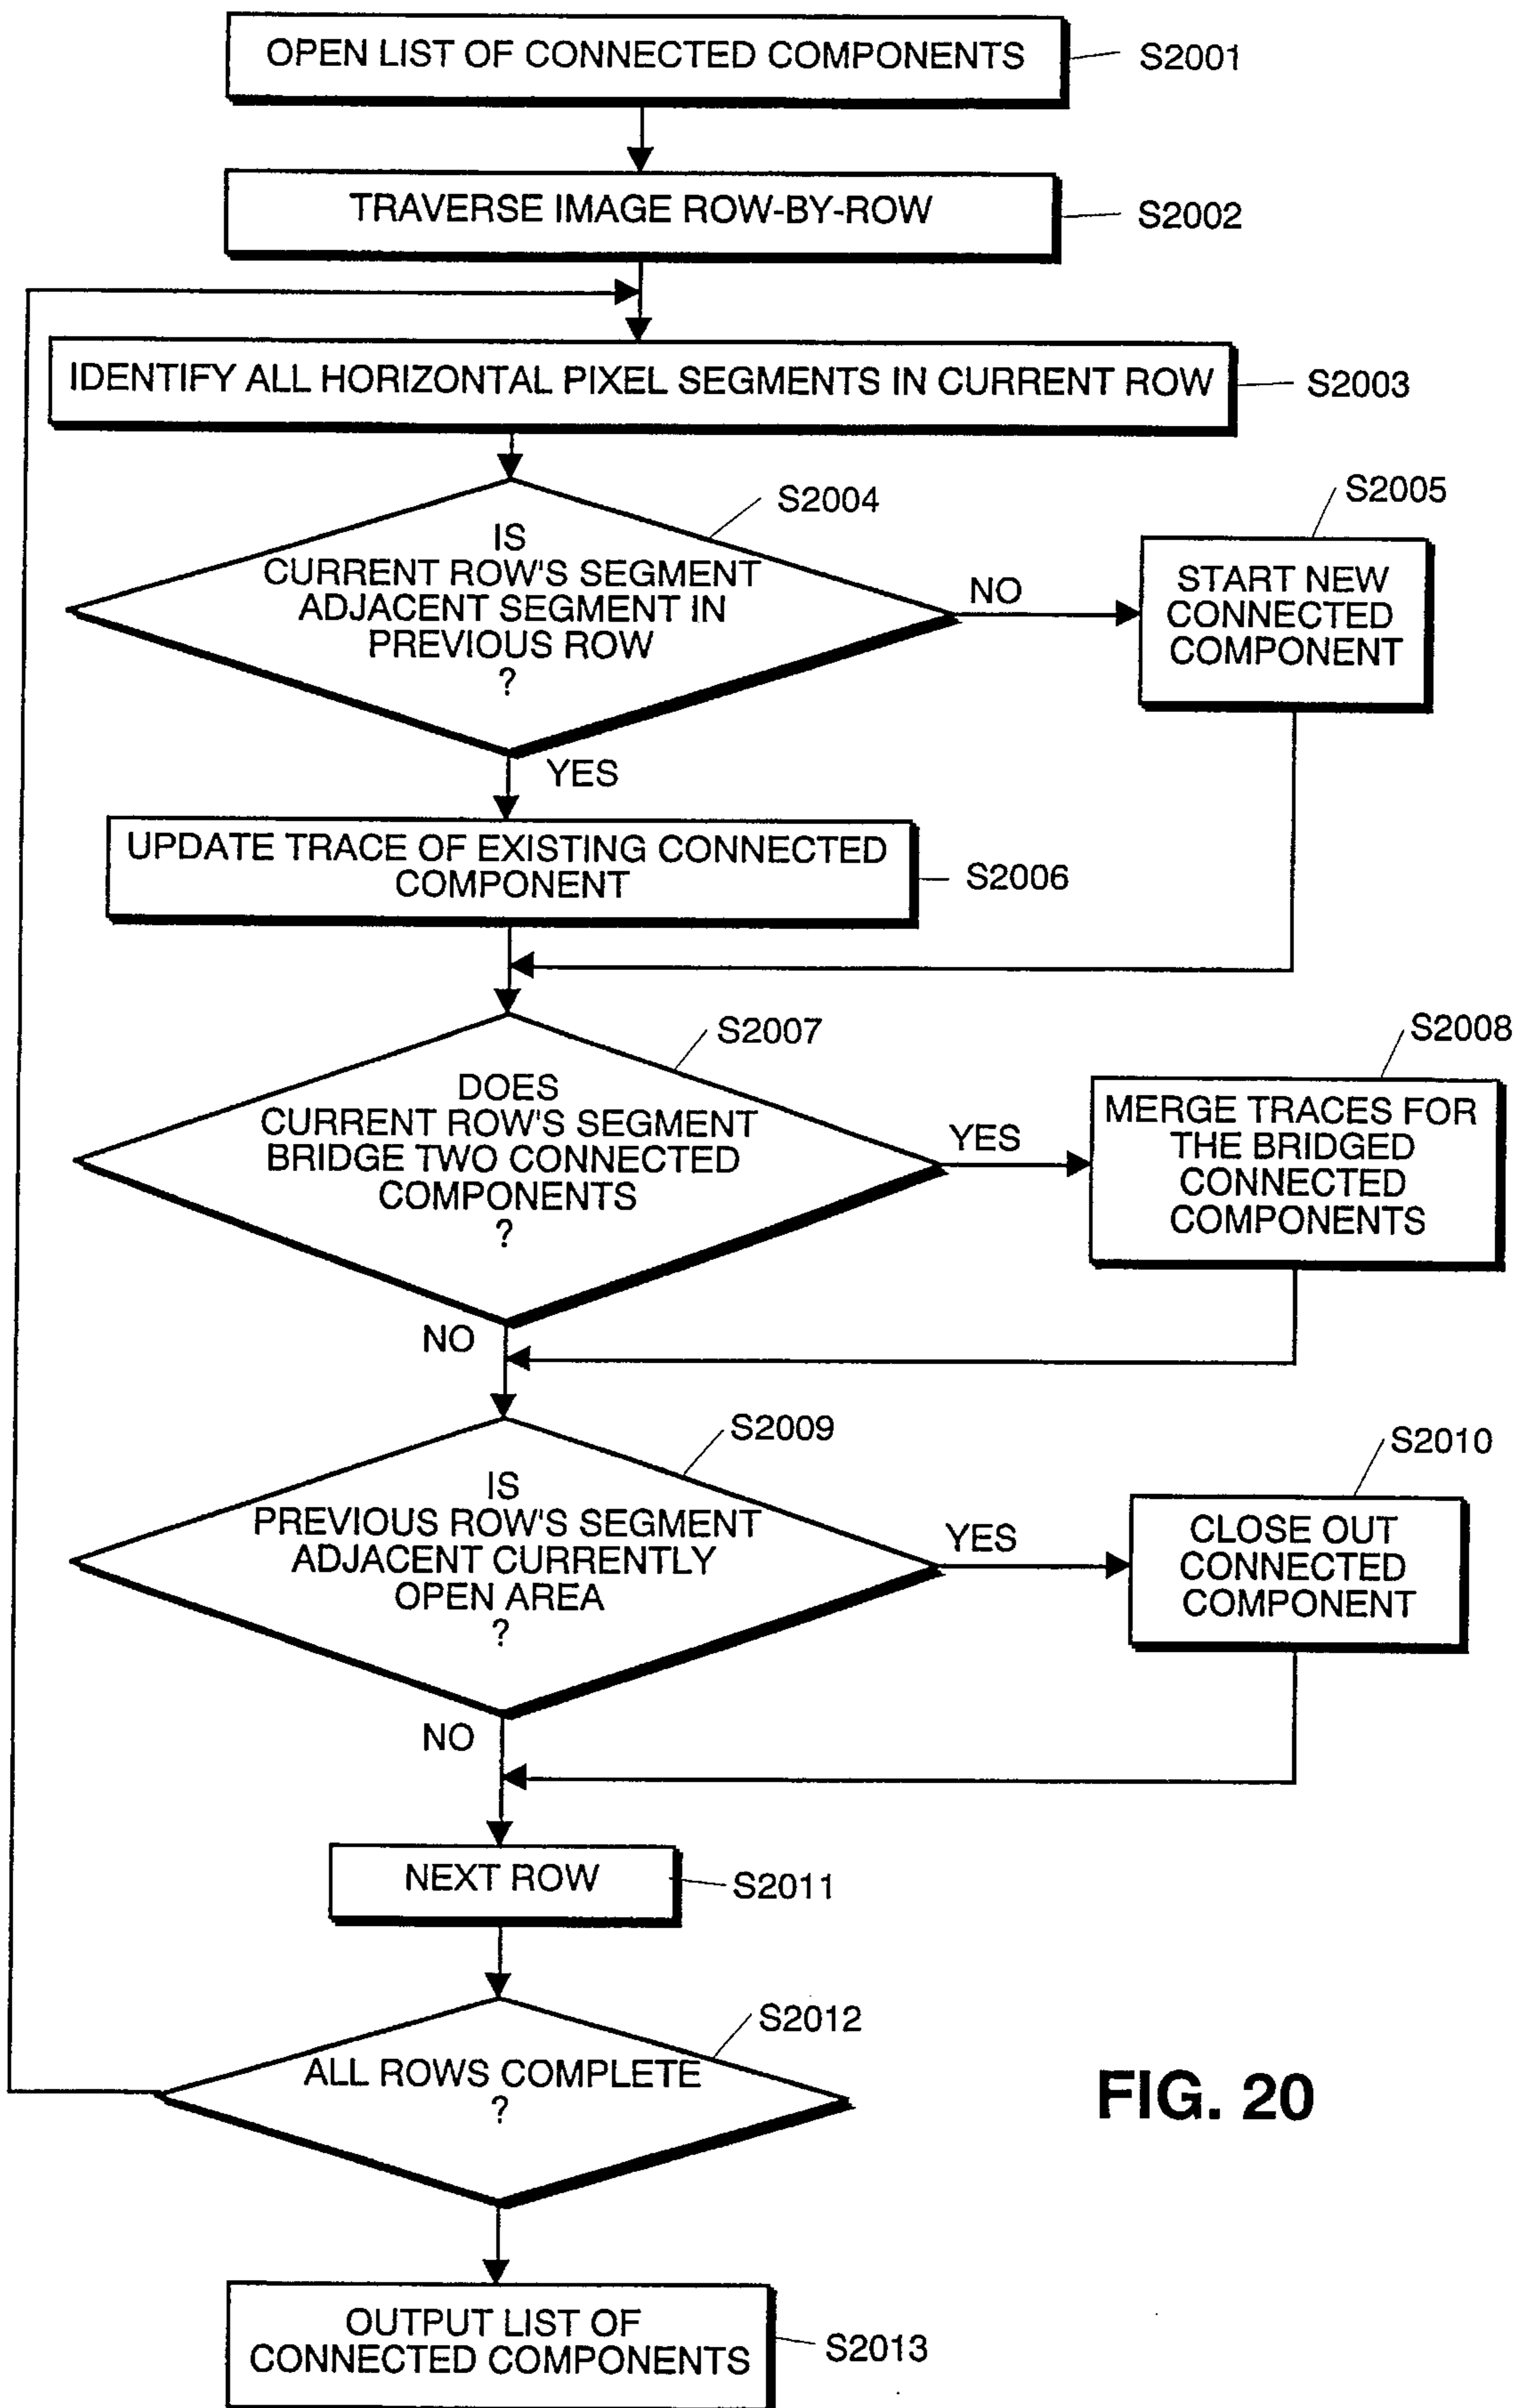 OPEN LIST OF CONNECTED COMPONENTS
S2001
TRAVERSE IMAGE ROW-BY-ROW
S2002
IDENTIFY ALL HORIZONTAL PIXEL SEGMENTS IN CURRENT ROW
S2003
S2004
IS
CURRENT ROW'S SEGMENT
ADJACENT SEGMENT IN
PREVIOUS ROW
?
NO
S2005
START NEW
CONNECTED
COMPONENT
YES
UPDATE TRACE OF EXISTING CONNECTED
COMPONENT
S2006
S2007
DOES
CURRENT ROW'S SEGMENT
BRIDGE TWO CONNECTED
COMPONENTS
?
YES
S2008
MERGE TRACES FOR
THE BRIDGED
CONNECTED
COMPONENTS
NO
S2009
IS
PREVIOUS ROW'S SEGMENT
ADJACENT CURRENTLY
OPEN AREA
?
YES
S2010
CLOSE OUT
CONNECTED
COMPONENT
NO
NEXT ROW
S2011
S2012
ALL ROWS COMPLETE
?
FIG. 20
OUTPUT LIST OF
CONNECTED COMPONENTS
S2013